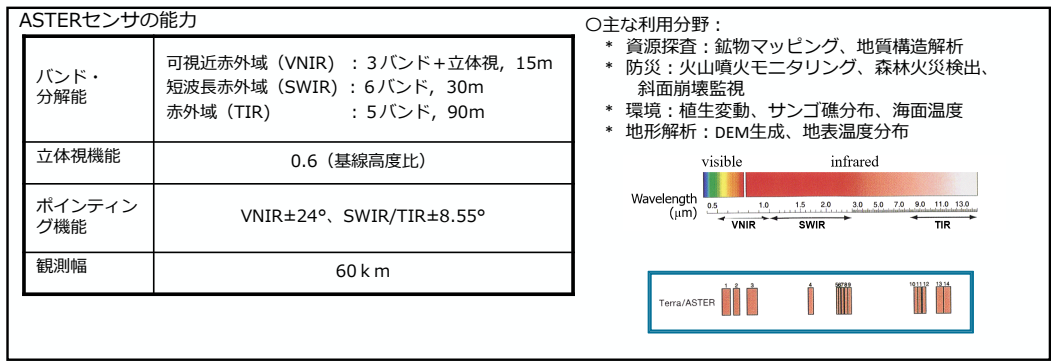 ASTERセンサの能力
バンド・
分解能
可視近赤外域（VNIR）：3バンド＋立体視，15m
短波長赤外域（SWIR）：6バンド，30m
赤外域（TIR）　　　　：5バンド，90m
立体視機能
0.6（基線高度比）
ポインティン
グ機能
VNIR±24°、SWIR/TIR±8.55°
観測幅
60ｋｍ
〇主な利用分野：
* 資源探査：鉱物マッピング、地質構造解析
* 防災：火山噴火モニタリング、森林火災検出、
斜面崩壊監視
* 環境：植生変動、サンゴ礁分布、海面温度
* 地形解析：DEM生成、地表温度分布
visible infrared
Wavelength
(μm)
0.5 1.0 1.5 2.0 3.0 5.0 7.0 9.0 11.0 13.0
VNIR SWIR TIR
1 2 3 4 5 6 7 8 9 10 11 12 13 14
Terra/ASTER